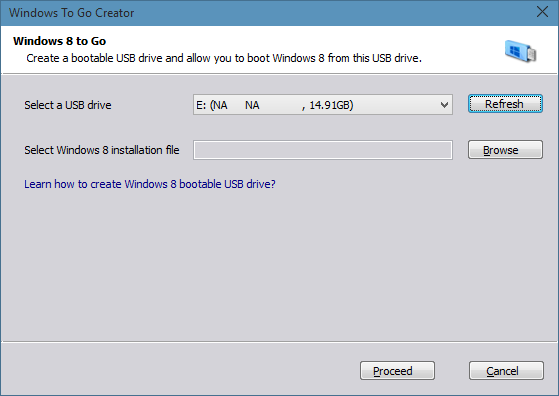 Windows To Go Creator
Windows 8 to Go
Create a bootable USB drive and allow you to boot Windows 8 from this USB drive.
Select a USB drive
E: (NA NA , 14.91GB)
Refresh
Select Windows 8 installation file
Browse
Learn how to create Windows 8 bootable USB drive?
Proceed
Cancel